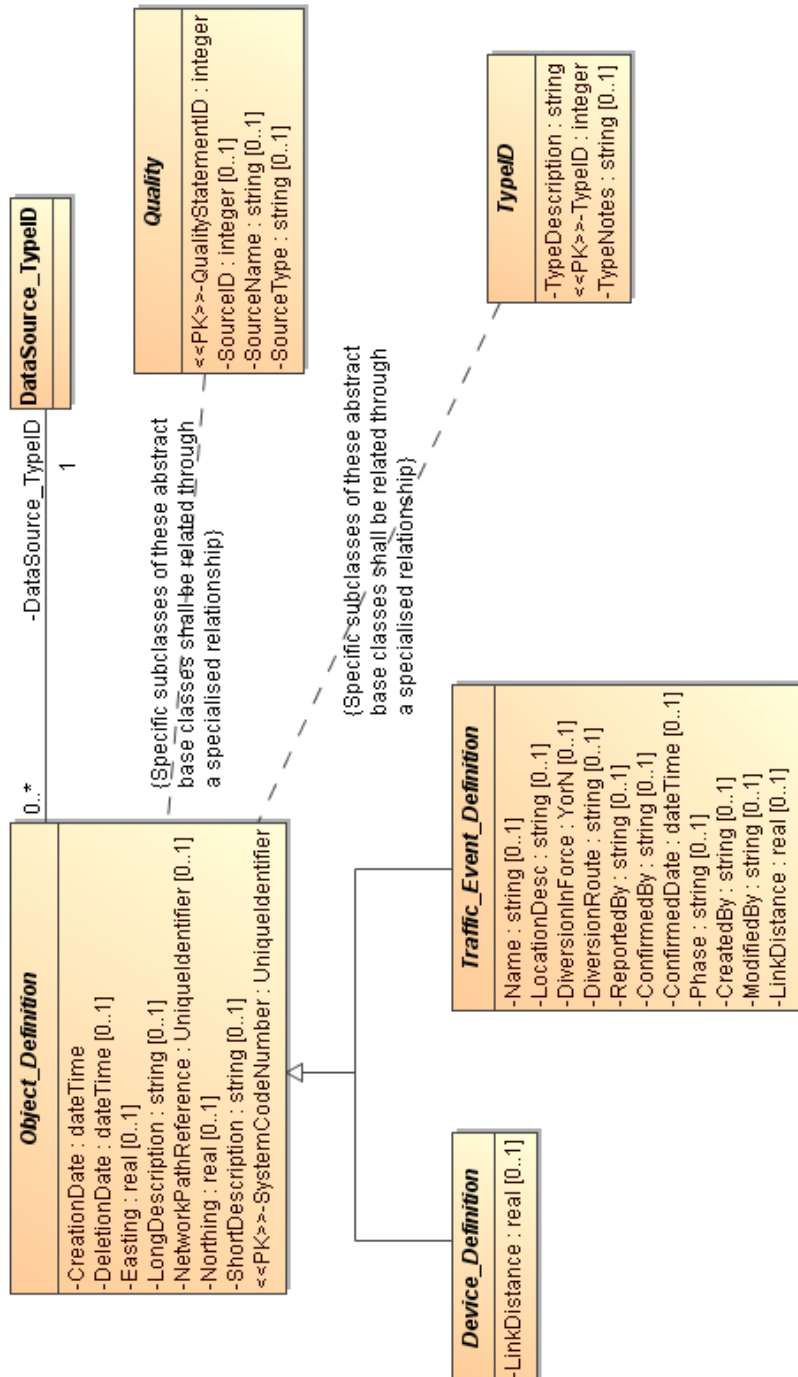 Object_Definition
-CreationDate : dateTime
-DeletionDate : dateTime [0..1]
-Easting : real [0..1]
-LongDescription : string [0..1]
-NetworkPathReference : UniqueIdentifier [0..1]
-Northing : real [0..1]
-ShortDescription : string [0..1]
<<PK>>-SystemCodeNumber : UniqueIdentifier
0..*
-DataSource_TypeID
1
DataSource_TypeID
{Specific subclasses of these abstract
base classes shall be related through
a specialised relationship}
Quality
<<PK>>-QualityStatementID : integer
-SourceID : integer [0..1]
-SourceName : string [0..1]
-SourceType : string [0..1]
{Specific subclasses of these abstract
base classes shall be related through
a specialised relationship}
TypeID
-TypeDescription : string
<<PK>>-TypeID : integer
-TypeNotes : string [0..1]
Device_Definition
-LinkDistance : real [0..1]
Traffic_Event_Definition
-Name : string [0..1]
-LocationDesc : string [0..1]
-DiversionInForce : YorN [0..1]
-DiversionRoute : string [0..1]
-ReportedBy : string [0..1]
-ConfirmedBy : string [0..1]
-ConfirmedDate : dateTime [0..1]
-Phase : string [0..1]
-CreatedBy : string [0..1]
-ModifiedBy : string [0..1]
-LinkDistance : real [0..1]